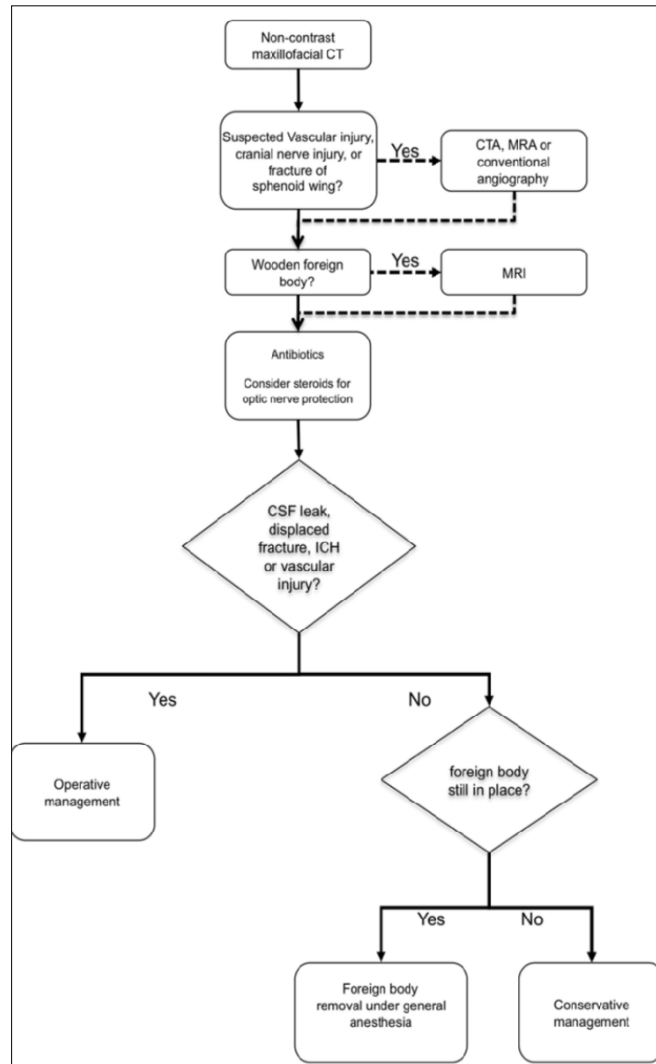 Non-contrast
maxillofacial CT
Suspected Vascular injury,
cranial nerve injury, or
fracture of
sphenoid wing?
Yes
CTA, MRA or
conventional
angiography
Wooden foreign
body?
Yes
MRI
Antibiotics
Consider steroids for
optic nerve protection
CSF leak,
displaced
fracture, ICH
or vascular
injury?
Yes
No
Operative
management
foreign body
still in place?
Yes
No
Foreign body
removal under general
anesthesia
Conservative
management